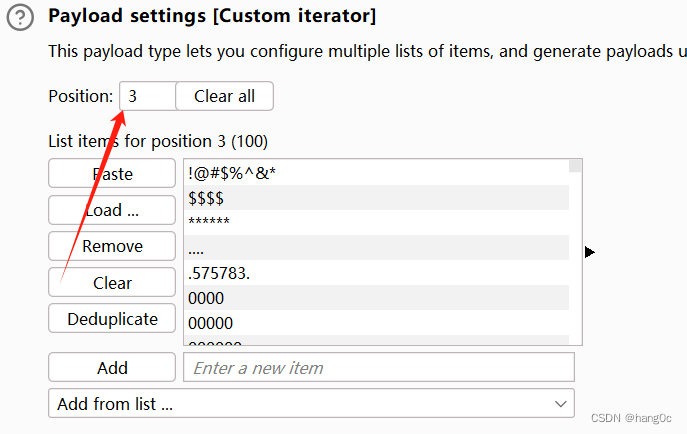 Payload settings [Custom iterator]
This payload type lets you configure multiple lists of items, and generate payloads u
Position: 3 Clear all
List items for position 3 (100)
Paste
Load ...
Remove
Clear
Deduplicate
!@#$%^&*
$$$$
******
....
.575783.
0000
00000
000000
Add Enter a new item
Add from list ...
CSDN @hang0c